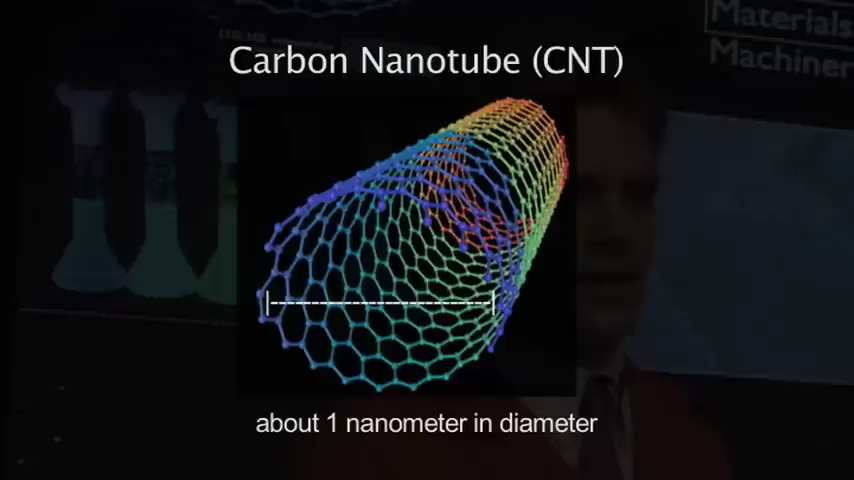 Materials
Machiner
Carbon Nanotube (CNT)
about 1 nanometer in diameter